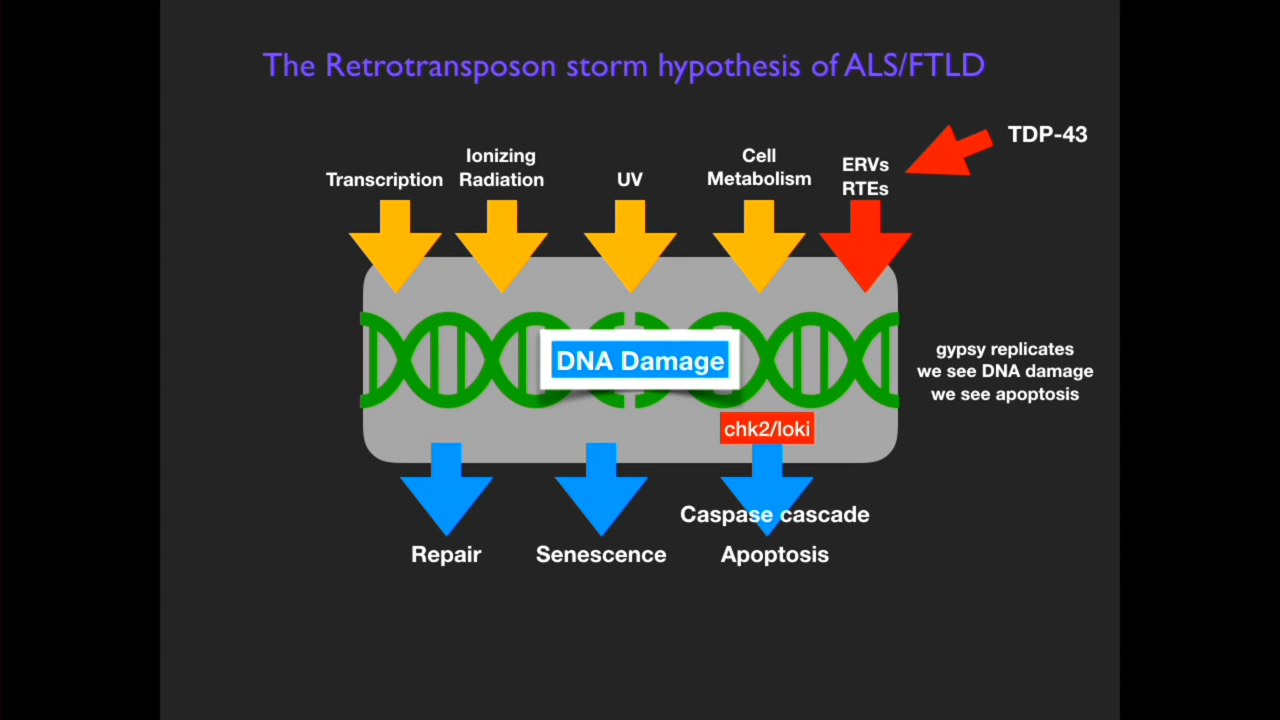 The Retrotransposon storm hypothesis of ALS/FTLD
TDP-43
Transcription
Ionizing
Radiation
UV
Cell
Metabolism
ERVs
RTEs
DNA Damage
gypsy replicates
we see DNA damage
we see apoptosis
chk2/loki
Caspase cascade
Repair
Senescence
Apoptosis